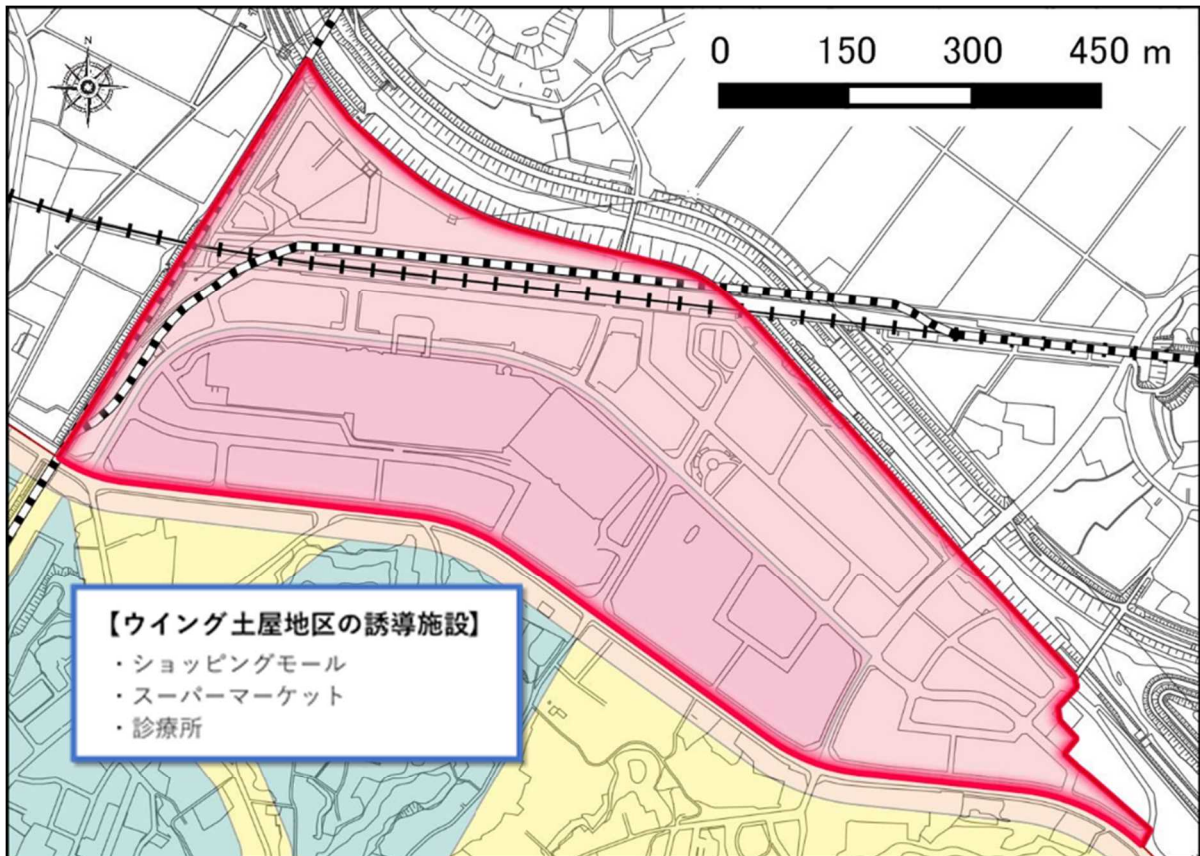 N
0 150 300 450 m
【ウイング土屋地区の誘導施設】
・ショッピングモール
・スーパーマーケット
・診療所